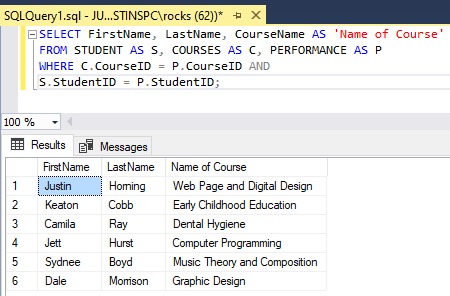 SQLQuery1.sql - JU...STINSPC\rocks (62))*
SELECT FirstName, LastName, CourseName AS 'Name of Course'
FROM STUDENT AS S, COURSES AS C, PERFORMANCE AS P
WHERE C.CourseID = P.CourseID AND
S.StudentID = P.StudentID;
100 %
Results Messages
FirstName LastName Name of Course
1 Justin Horning Web Page and Digital Design
2 Keaton Cobb Early Childhood Education
3 Camila Ray Dental Hygiene
4 Jett Hurst Computer Programming
5 Sydnee Boyd Music Theory and Composition
6 Dale Morrison Graphic Design